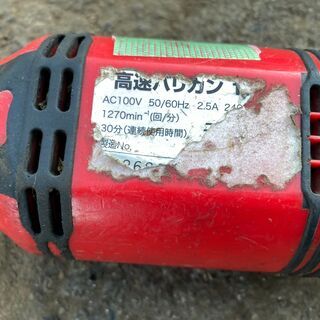 高速バリカン
AC100V 50/60Hz 2.5A 24
1270min⁻¹(回/分)
30分(連続使用時間)
製造No.